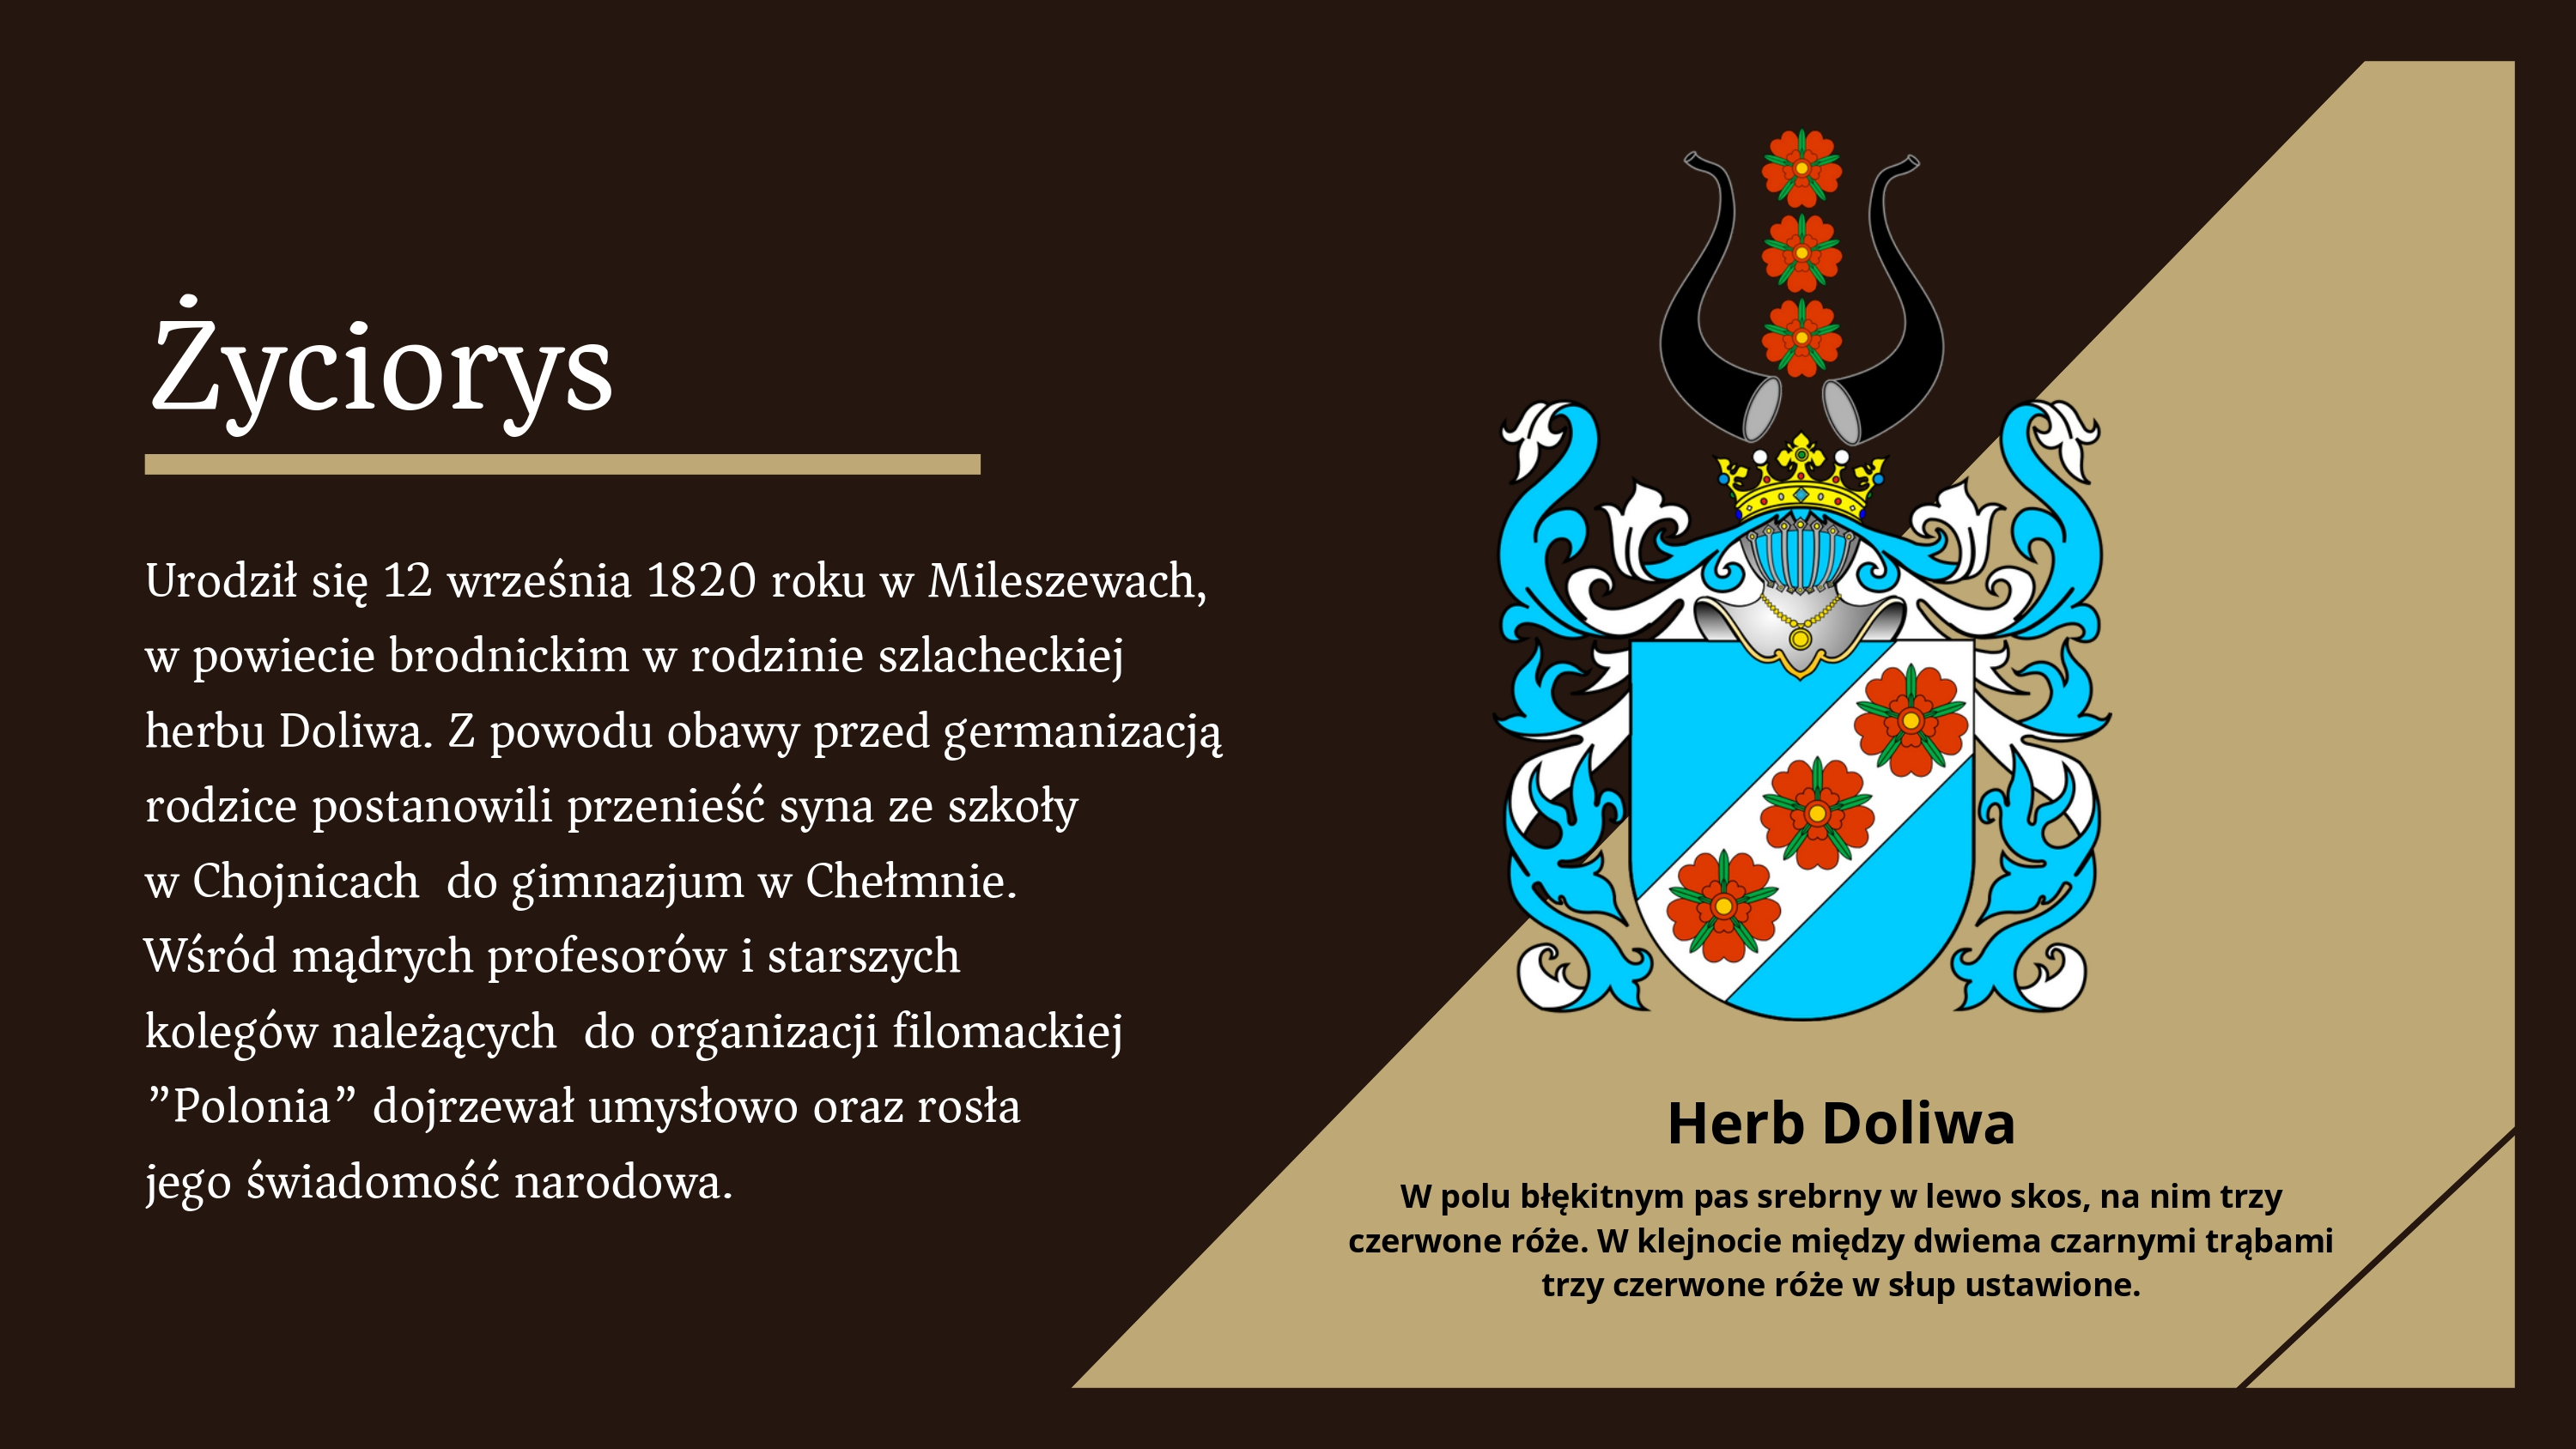 Życiorys
Urodził się 12 września 1820 roku w Mileszewach,
w powiecie brodnickim w rodzinie szlacheckiej
herbu Doliwa. Z powodu obawy przed germanizacją
rodzice postanowili przenieść syna ze szkoły
w Chojnicach  do gimnazjum w Chełmnie.
Wśród mądrych profesorów i starszych
kolegów należących  do organizacji filomackiej
”Polonia” dojrzewał umysłowo oraz rosła
jego świadomość narodowa.
Herb Doliwa
W polu błękitnym pas srebrny w lewo skos, na nim trzy
czerwone róże. W klejnocie między dwiema czarnymi trąbami
trzy czerwone róże w słup ustawione.